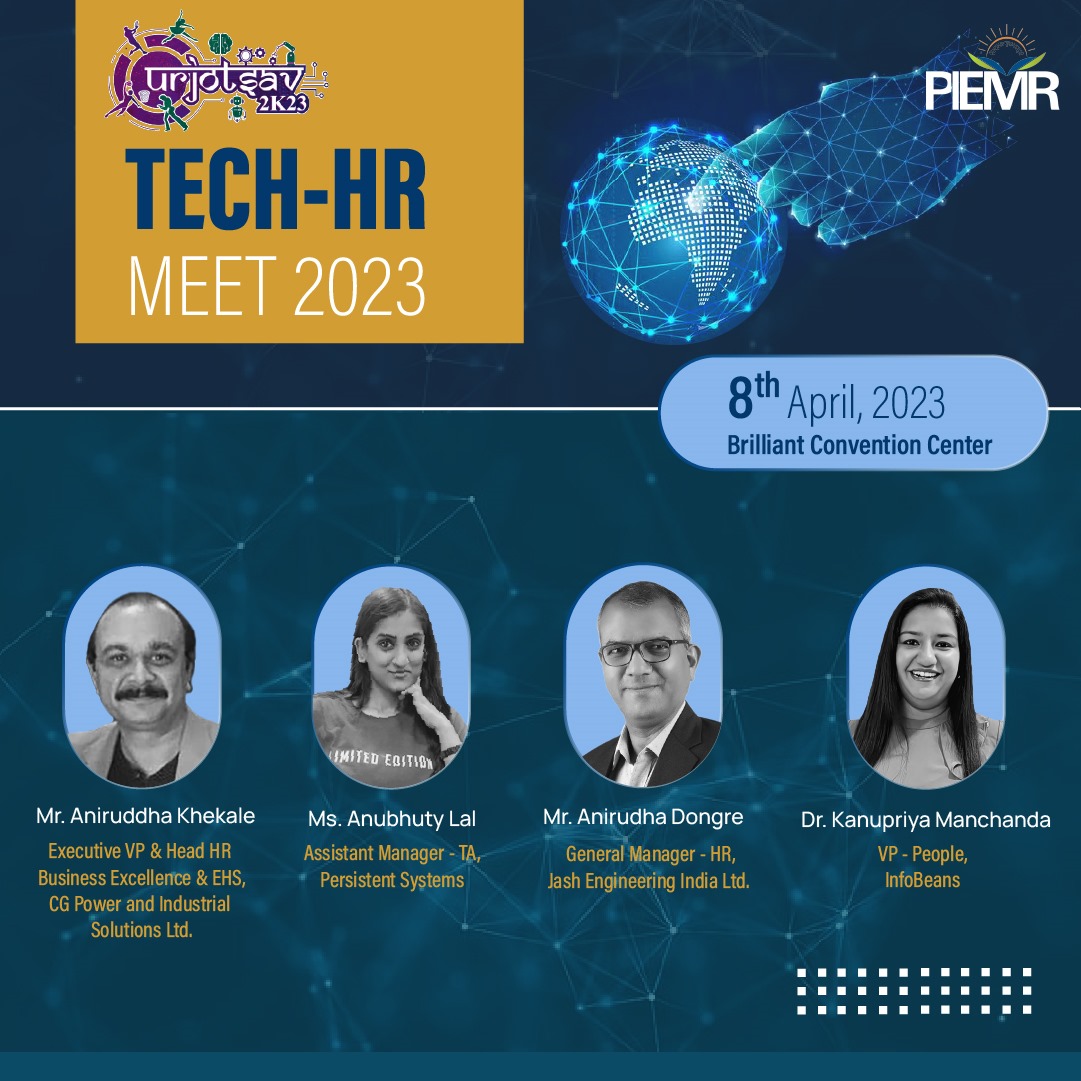 urjotsav
2K23
TECH-HR
MEET 2023
PIEMR
8th April, 2023
Brilliant Convention Center
LIMITED EDITION
Mr. Aniruddha Khekale
Executive VP & Head HR
Business Excellence & EHS,
CG Power and Industrial
Solutions Ltd.
Ms. Anubhuty Lal
Assistant Manager - TA,
Persistent Systems
Mr. Anirudha Dongre
General Manager - HR,
Jash Engineering India Ltd.
Dr. Kanupriya Manchanda
VP - People,
InfoBeans